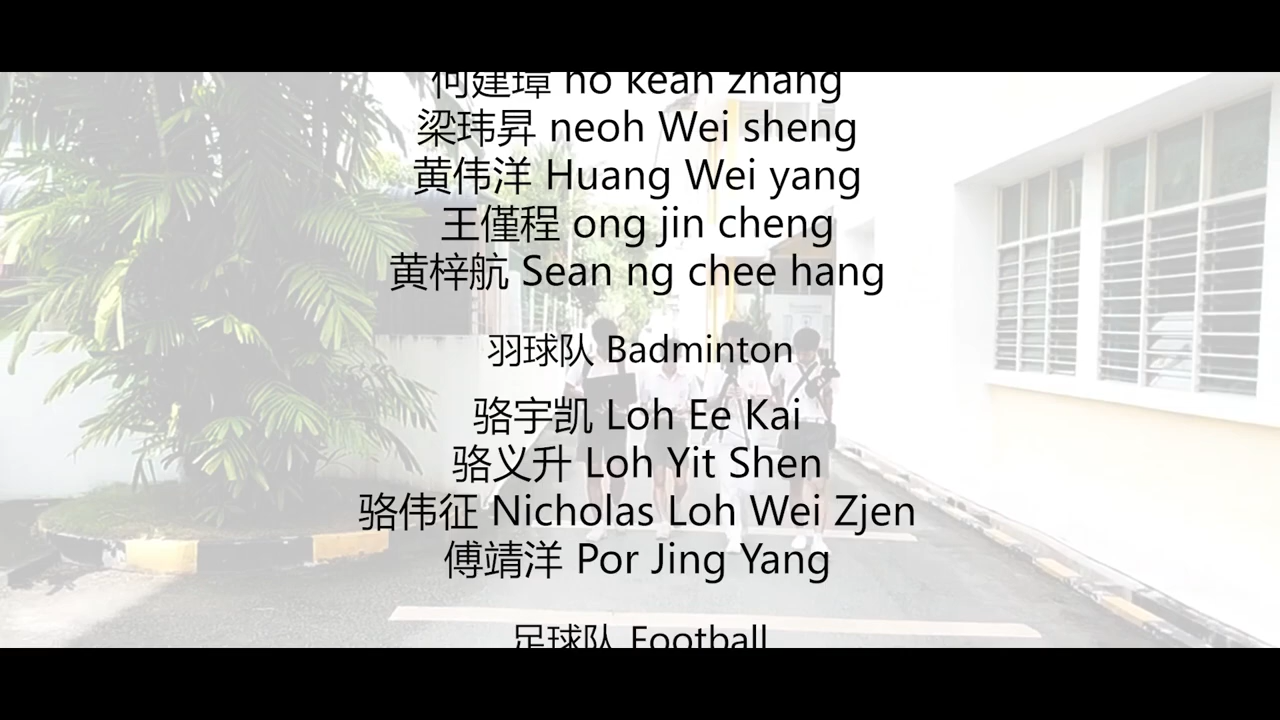 何建璋 ho kean zhang
梁玮昇 neoh Wei sheng
黄伟洋 Huang Wei yang
王僅程 ong jin cheng
黄梓航 Sean ng chee hang
羽球队 Badminton
骆宇凯 Loh Ee Kai
骆义升 Loh Yit Shen
骆伟征 Nicholas Loh Wei Zjen
傅靖洋 Por Jing Yang
足球队 Football